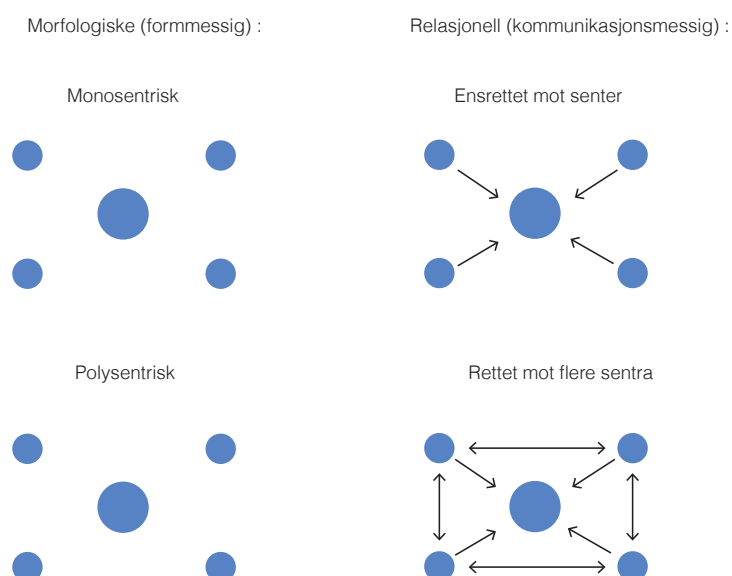 Morfologiske (formmessig) :
Relasjonell (kommunikasjonsmessig) :
Monosentrisk
Ensrettet mot senter
Polysentrisk
Rettet mot flere sentra